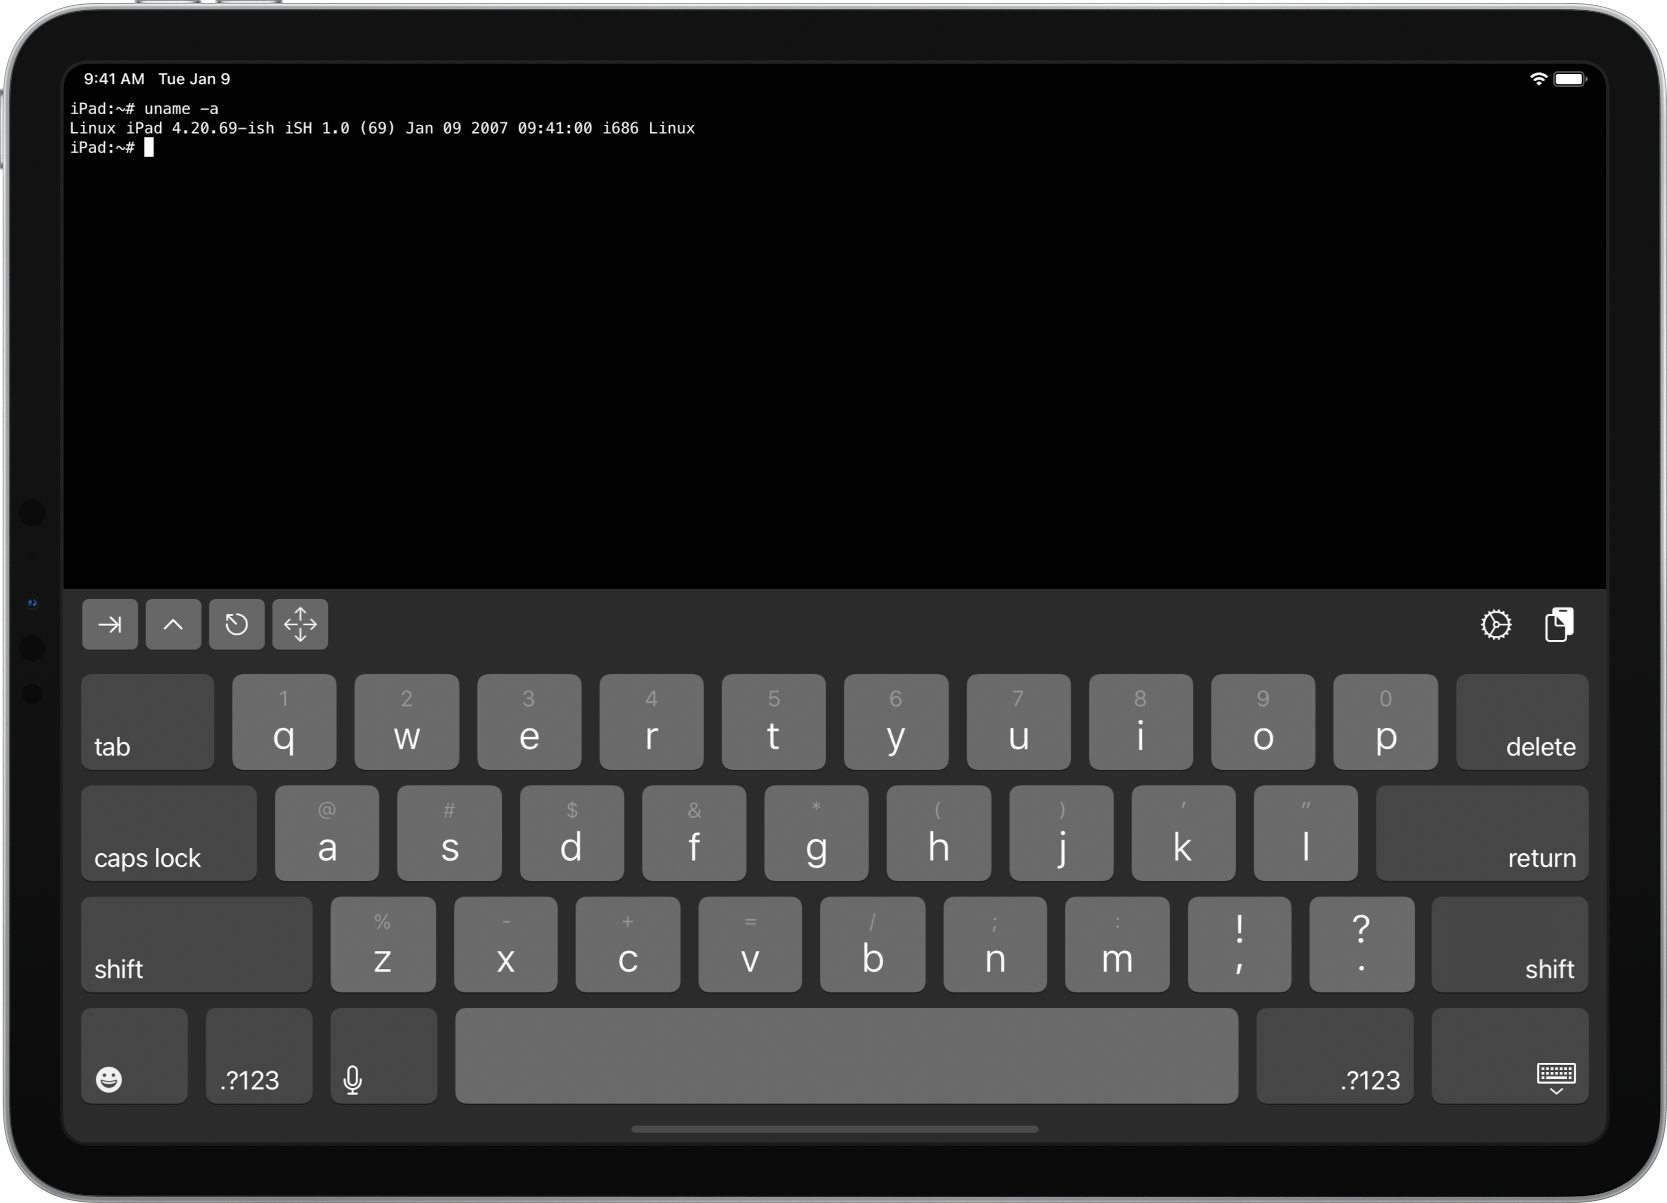 9:41 AM Tue Jan 9
iPad:~# uname -a
Linux iPad 4.20.69-ish iSH 1.0 (69) Jan 09 2007 09:41:00 i686 Linux
iPad:~#
1 2 3 4 5 6 7 8 9 0
tab q w e r t y u i o p delete
@ # $ & * ( ) ' "
caps lock a s d f g h j k l return
% - + = / ; : ! ?
shift z x c v b n m , . shift
.?123 .?123